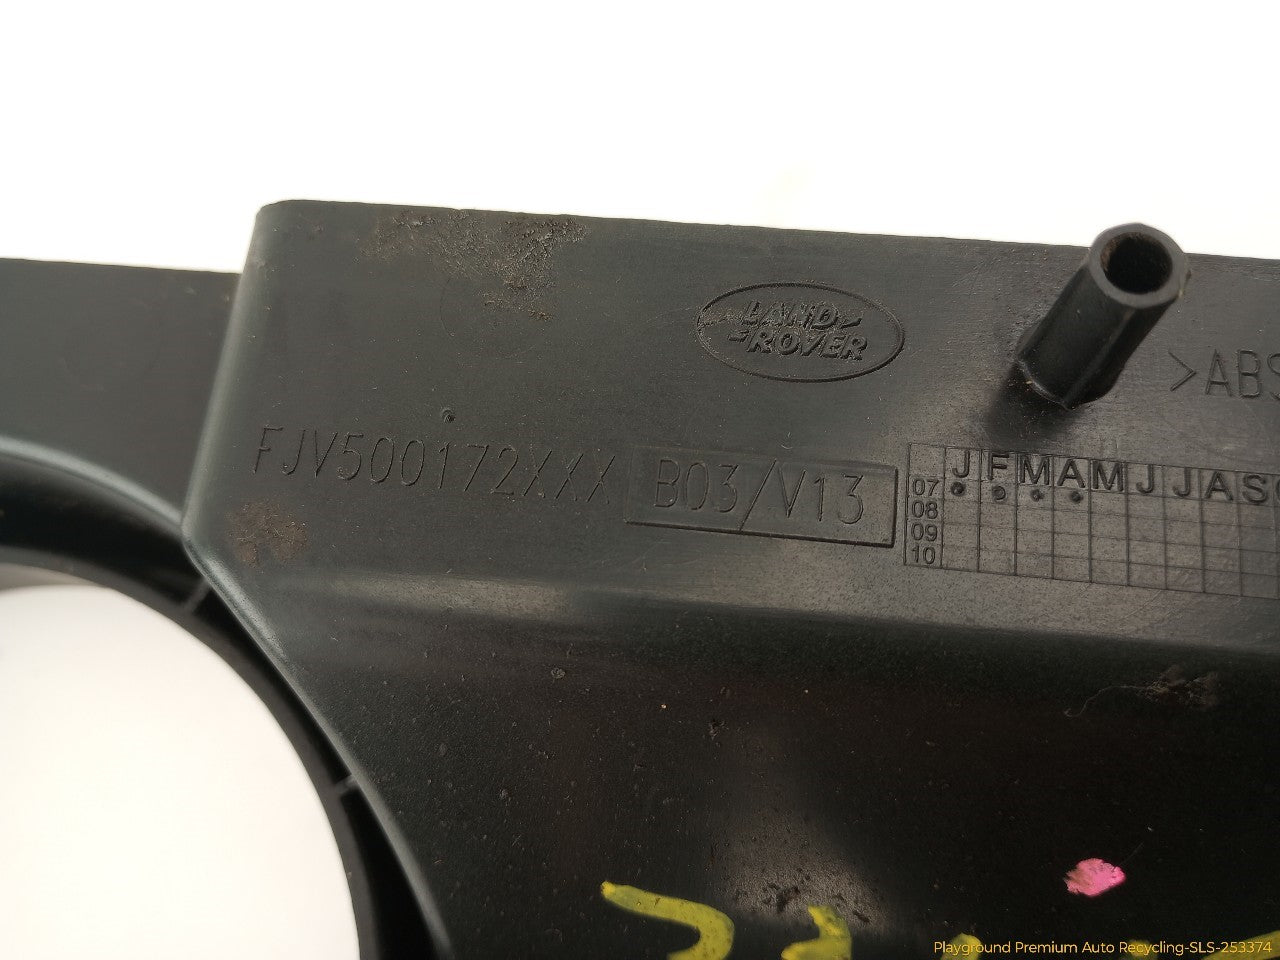 LAND
ROVER
>ABS
FJV500172XXX B03/V13
J F M A M J J A S
07
08
09
10
Playground Premium Auto Recycling-SLS-253374